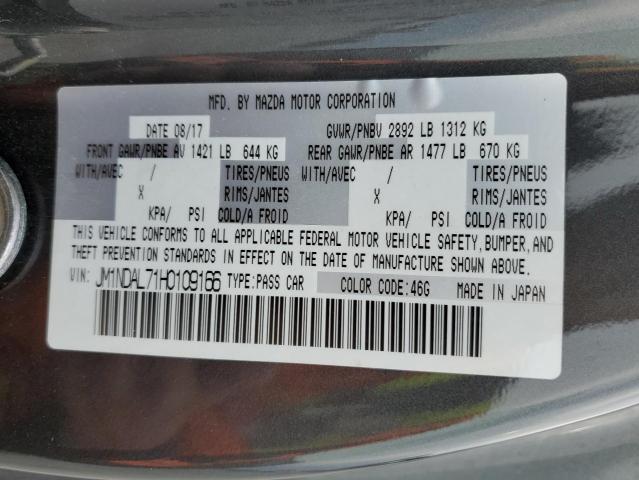 MFD. BY MAZDA MOTOR CORPORATION
DATE 08/17 GVWR/PNBV 2892 LB 1312 KG
FRONT GAWR/PNBE AV 1421 LB 644 KG REAR GAWR/PNBE AR 1477 LB 670 KG
WITH/AVEC / TIRES/PNEUS WITH/AVEC / TIRES/PNEUS
X RIMS/JANTES X RIMS/JANTES
KPA/ PSI COLD/A FROID KPA/ PSI COLD/A FROID
THIS VEHICLE CONFORMS TO ALL APPLICABLE FEDERAL MOTOR VEHICLE SAFETY, BUMPER, AND
THEFT PREVENTION STANDARDS IN EFFECT ON THE DATE OF MANUFACTURE SHOWN ABOVE.
VIN: JM1NDAL71H0109166 TYPE:PASS CAR COLOR CODE:46G MADE IN JAPAN